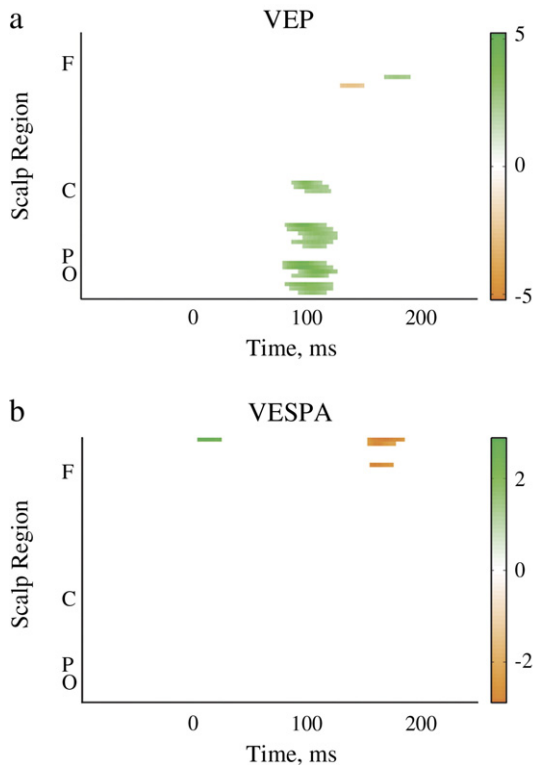 a
VEP
5
0
-5
Scalp Region
F
C
P
O
0 100 200
Time, ms
b
VESPA
2
0
-2
Scalp Region
F
C
P
O
0 100 200
Time, ms